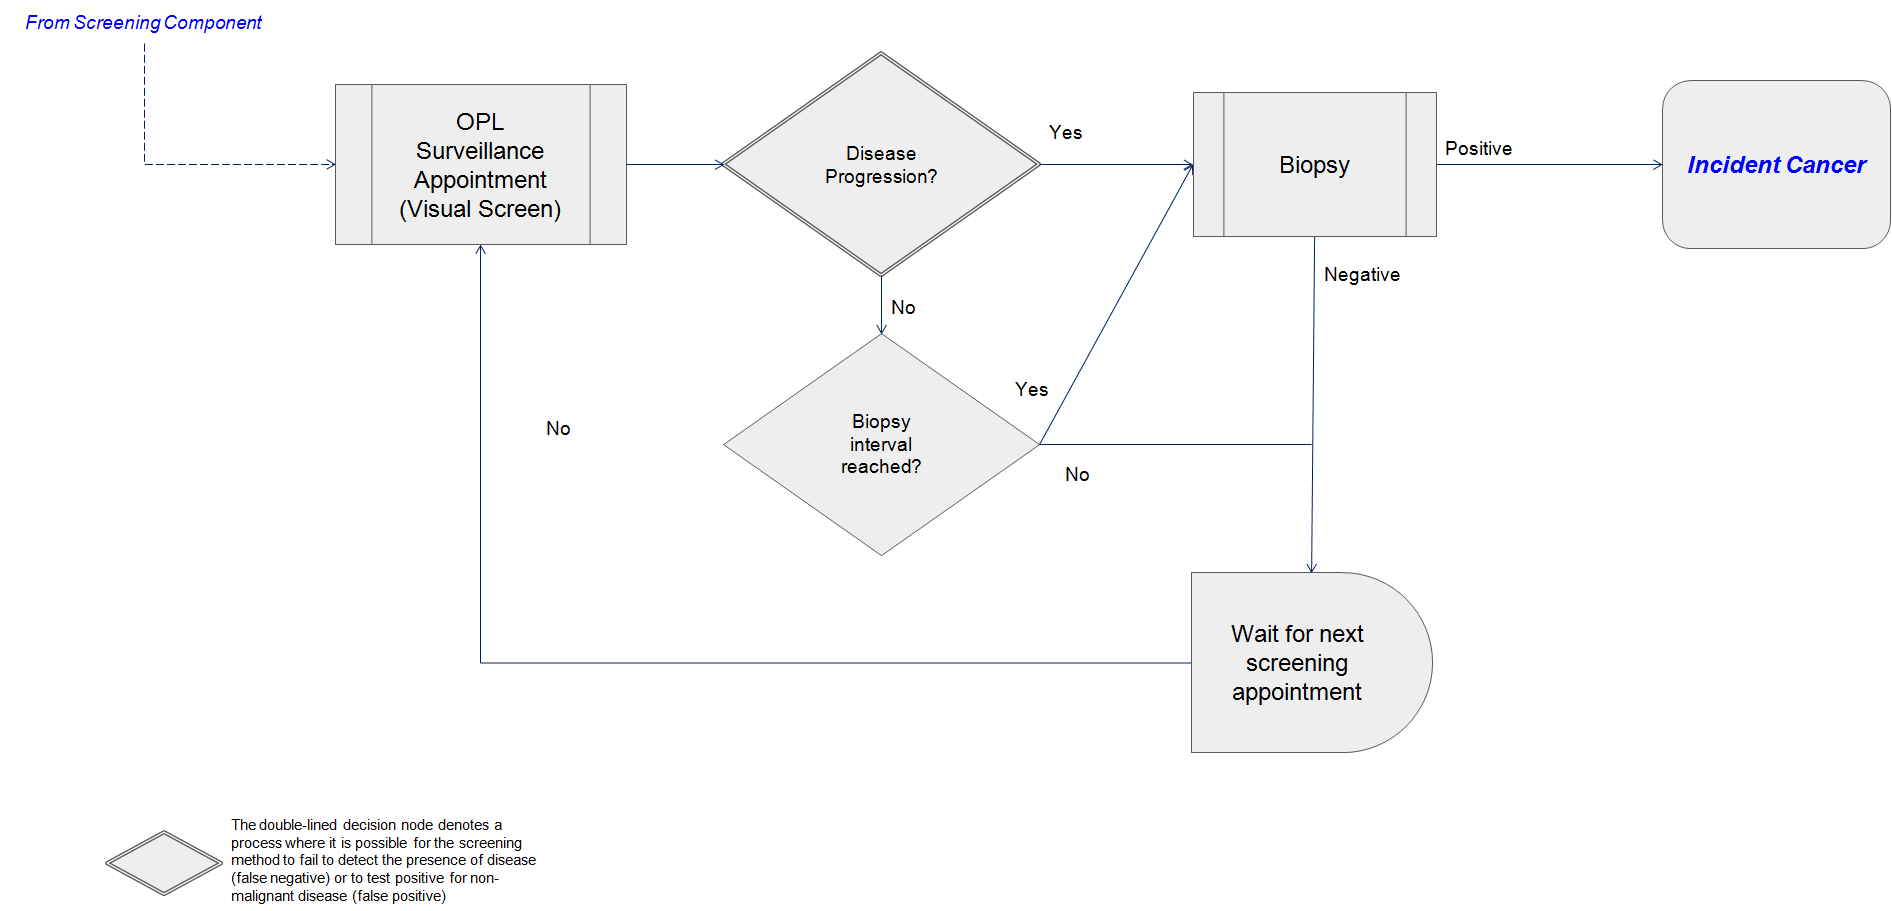 From Screening Component
OPL
Surveillance
Appointment
(Visual Screen)
Disease
Progression?
Yes
Biopsy
Positive
Incident Cancer
Negative
No
Yes
Biopsy
interval
reached?
No
No
Wait for next
screening
appointment
The double-lined decision node denotes a
process where it is possible for the screening
method to fail to detect the presence of disease
(false negative) or to test positive for non-
malignant disease (false positive)